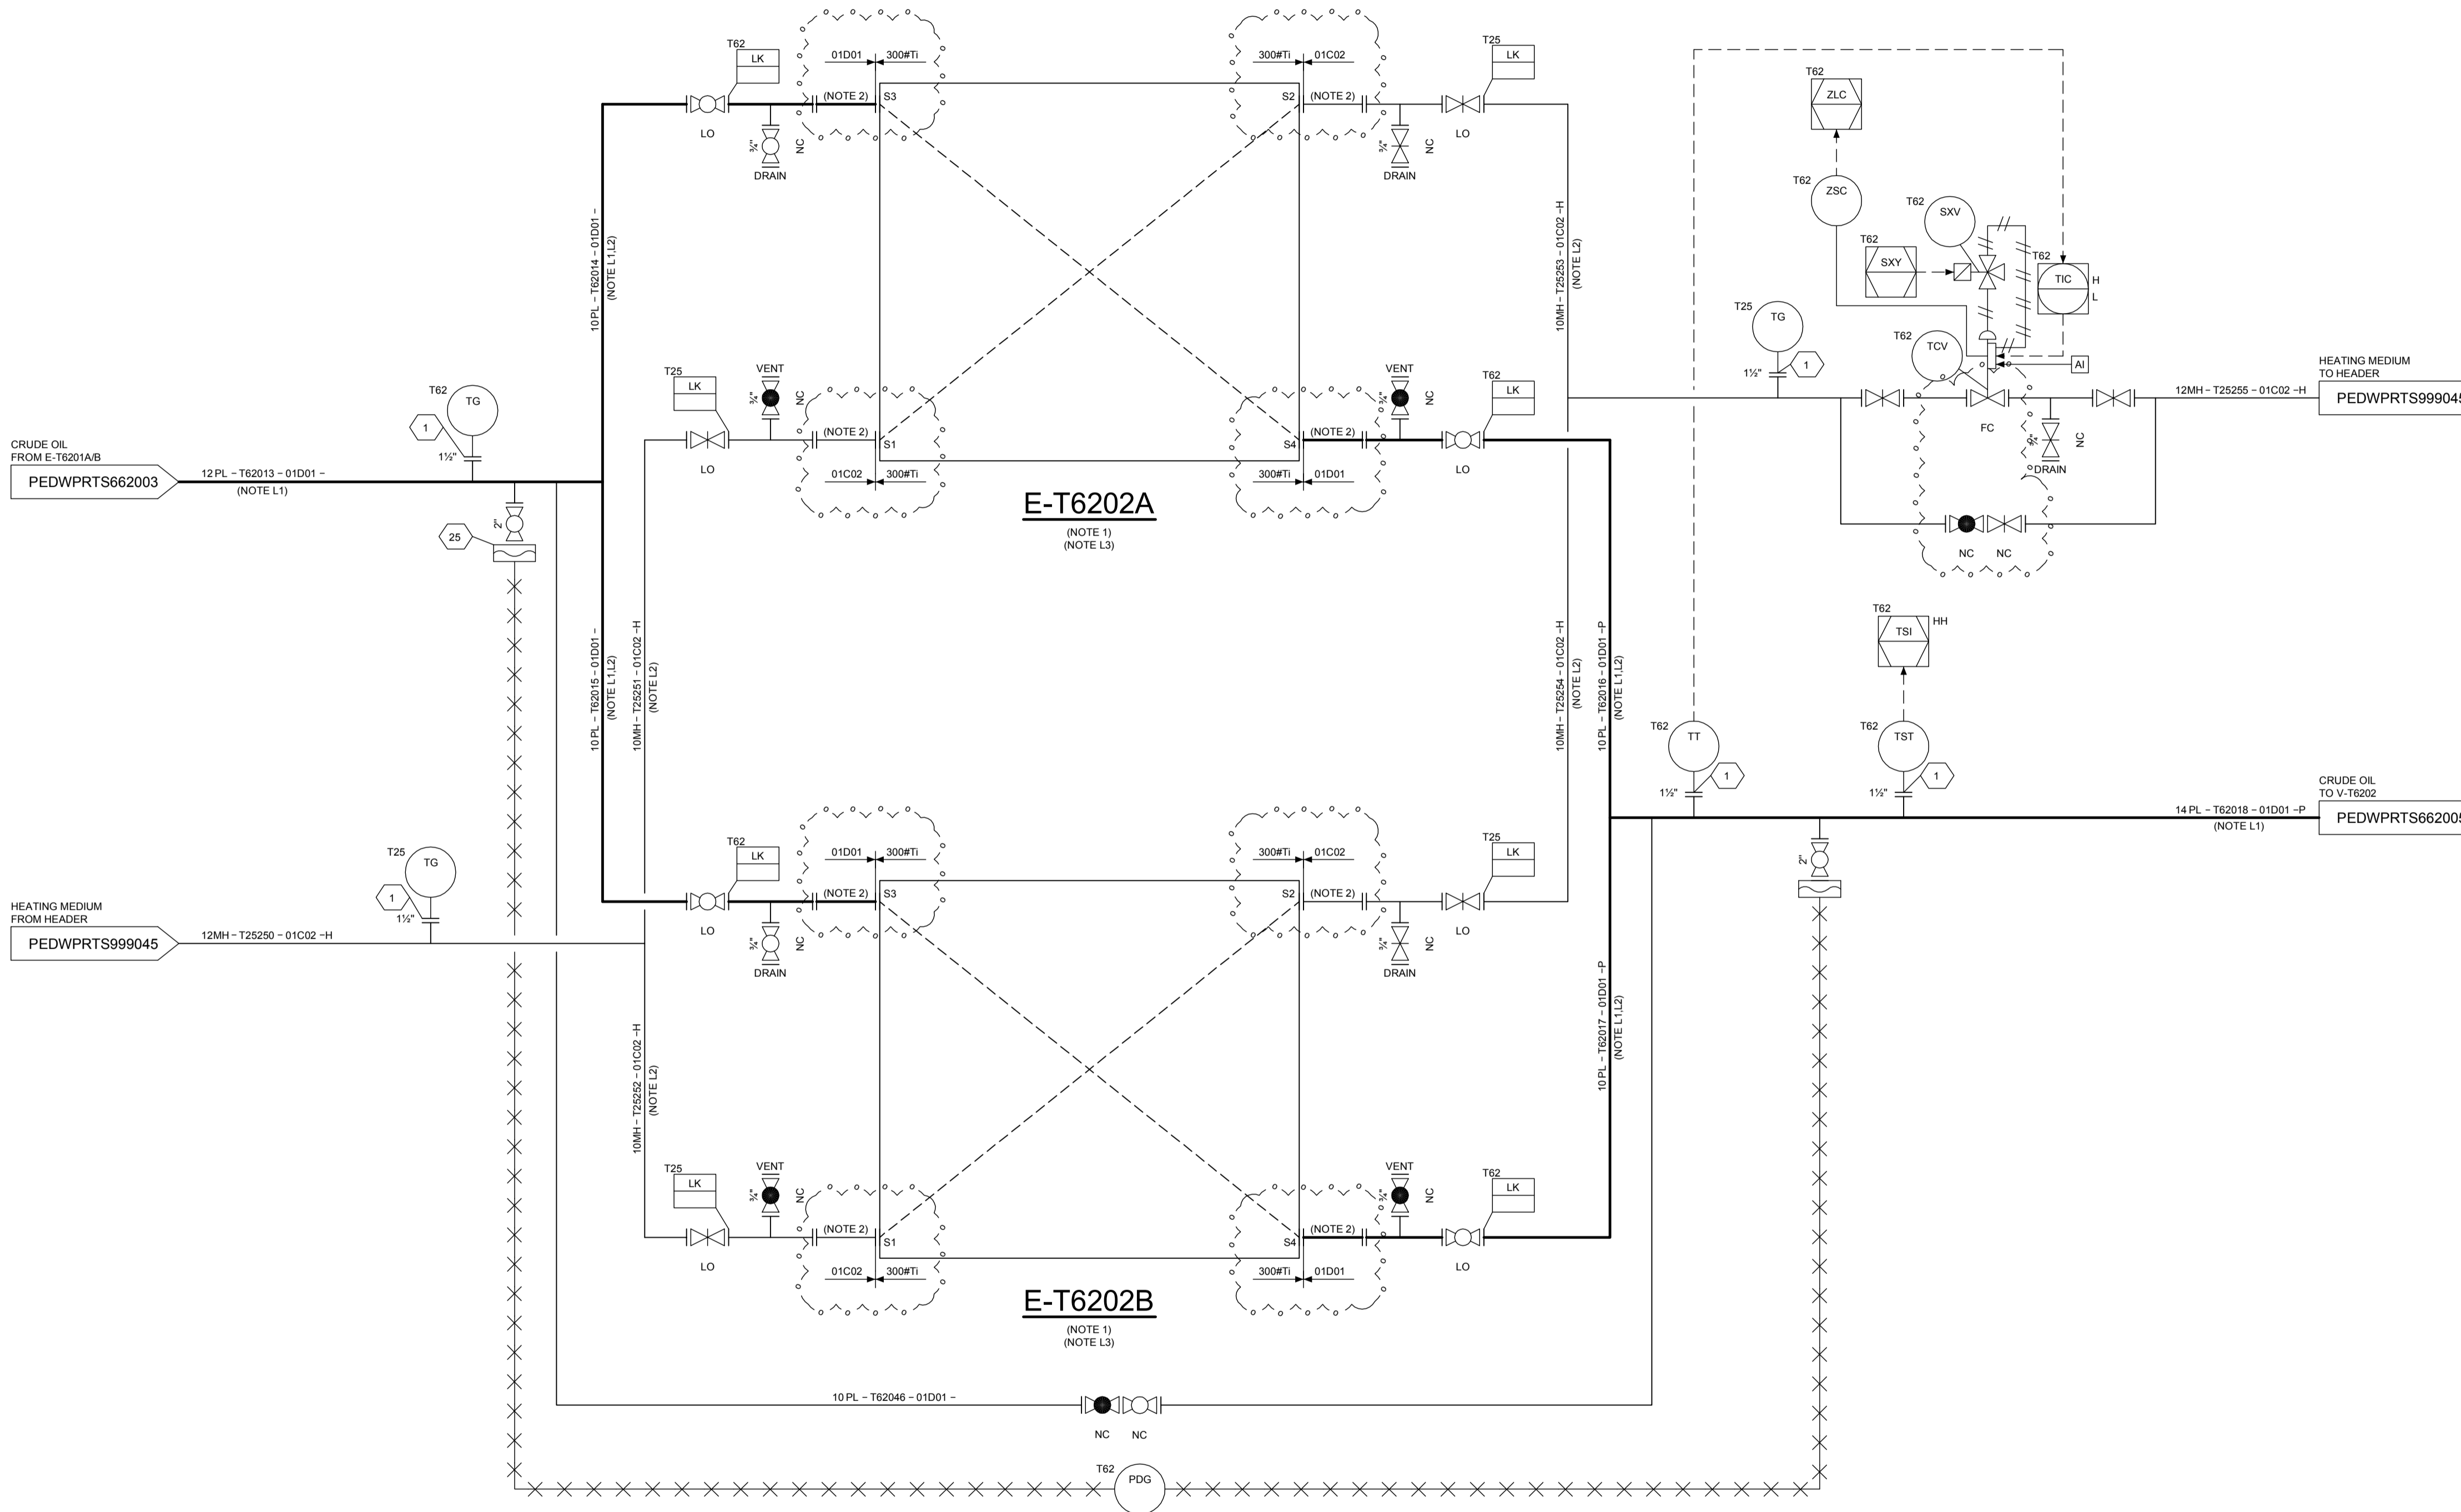 T62
LK
01D01
300#Ti
(NOTE 2)
S3
LO
¾"
NC
DRAIN
300#Ti
01C02
S2
(NOTE 2)
T25
LK
LO
¾"
NC
DRAIN
T62
ZLC
T62
ZSC
T62
SXV
T62
SXY
T62
TIC
H
L
T25
TG
1½"
1
T62
TCV
AI
FC
¾"
NC
DRAIN
NC
NC
HEATING MEDIUM
TO HEADER
12MH – T25255 – 01C02 –H
PEDWPRTS999045
10 PL – T62014 – 01D01 –
(NOTE L1,L2)
10MH – T25253 – 01C02 –H
(NOTE L2)
T25
LK
LO
VENT
¾"
NC
(NOTE 2)
S1
01C02
300#Ti
VENT
¾"
NC
S4
(NOTE 2)
300#Ti
01D01
T62
LK
LO
E-T6202A
(NOTE 1)
(NOTE L3)
CRUDE OIL
FROM E-T6201A/B
PEDWPRTS662003
12 PL – T62013 – 01D01 –
(NOTE L1)
T62
TG
1
1½"
2"
25
10 PL – T62015 – 01D01 –
(NOTE L1,L2)
10MH – T25251 – 01C02 –H
(NOTE L2)
10MH – T25254 – 01C02 –H
(NOTE L2)
10 PL – T62016 – 01D01 –P
(NOTE L1,L2)
T62
TT
1½"
1
T62
TSI
HH
T62
TST
1½"
1
CRUDE OIL
TO V-T6202
14 PL – T62018 – 01D01 –P
(NOTE L1)
PEDWPRTS662005
2"
HEATING MEDIUM
FROM HEADER
PEDWPRTS999045
12MH – T25250 – 01C02 –H
T25
TG
1
1½"
T62
LK
01D01
300#Ti
(NOTE 2)
S3
LO
¾"
NC
DRAIN
300#Ti
01C02
S2
(NOTE 2)
T25
LK
LO
¾"
NC
DRAIN
10MH – T25252 – 01C02 –H
(NOTE L2)
10 PL – T62017 – 01D01 –P
(NOTE L1,L2)
T25
LK
LO
VENT
¾"
NC
(NOTE 2)
S1
01C02
300#Ti
VENT
¾"
NC
S4
(NOTE 2)
300#Ti
01D01
T62
LK
LO
E-T6202B
(NOTE 1)
(NOTE L3)
10 PL – T62046 – 01D01 –
NC
NC
T62
PDG